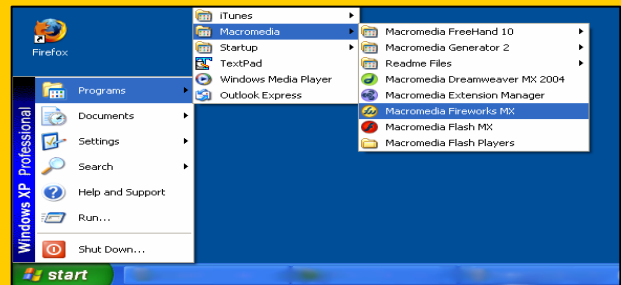 Firefox
iTunes
Macromedia
Startup
TextPad
Windows Media Player
Outlook Express
Macromedia FreeHand 10
Macromedia Generator 2
Readme Files
Macromedia Dreamweaver MX 2004
Macromedia Extension Manager
Macromedia Fireworks MX
Macromedia Flash MX
Macromedia Flash Players
Windows XP Professional
Programs
Documents
Settings
Search
Help and Support
Run...
Shut Down...
start